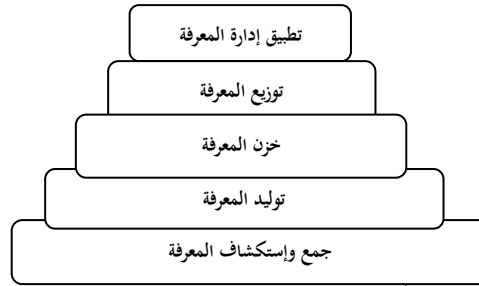 تطبيق إدارة المعرفة
توزيع المعرفة
خزن المعرفة
توليد المعرفة
جمع وإستكشاف المعرفة